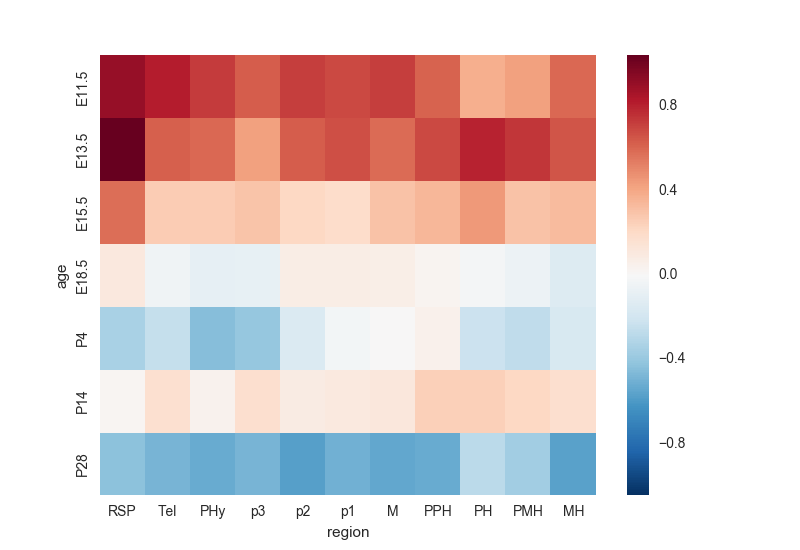 E11.5
E13.5
E15.5
E18.5
P4
P14
P28
age
RSP Tel PHy p3 p2 p1 M PPH PH PMH MH
region
0.8
0.4
0.0
−0.4
−0.8